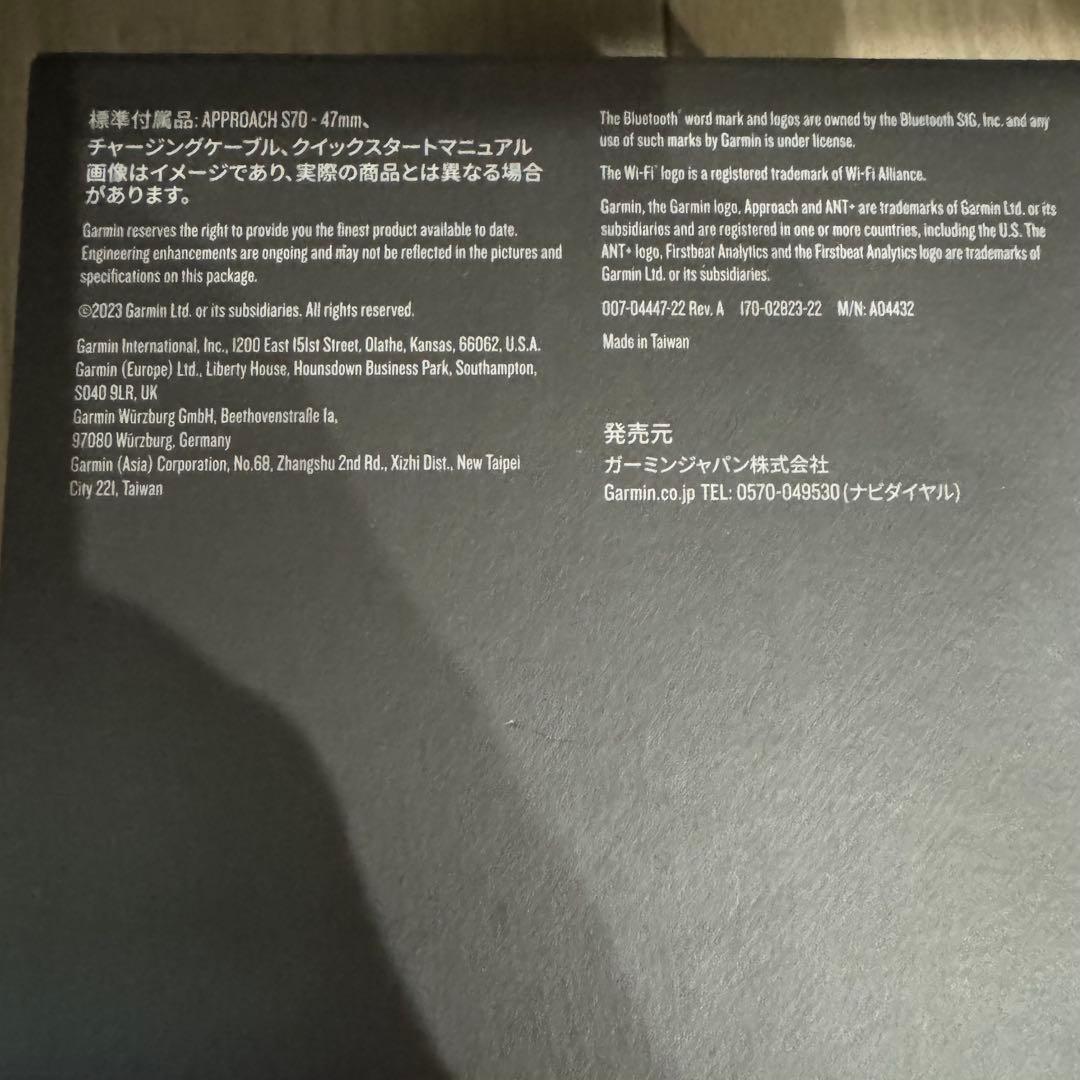 標準付属品: APPROACH S70 - 47mm、
チャージングケーブル、クイックスタートマニュアル
画像はイメージであり、実際の商品とは異なる場合
があります。
Garmin reserves the right to provide you the finest product available to date.
Engineering enhancements are ongoing and may not be reflected in the pictures and
specifications on this package.
©2023 Garmin Ltd. or its subsidiaries. All rights reserved.
Garmin International, Inc., 1200 East 151st Street, Olathe, Kansas, 66062, U.S.A.
Garmin (Europe) Ltd., Liberty House, Hounsdown Business Park, Southampton,
SO40 9LR, UK
Garmin Würzburg GmbH, Beethovenstraße 1a,
97080 Würzburg, Germany
Garmin (Asia) Corporation, No.68, Zhangshu 2nd Rd., Xizhi Dist., New Taipei
City 221, Taiwan
The Bluetooth® word mark and logos are owned by the Bluetooth SIG, Inc. and any
use of such marks by Garmin is under license.
The Wi-Fi® logo is a registered trademark of Wi-Fi Alliance.
Garmin, the Garmin logo, Approach and ANT+ are trademarks of Garmin Ltd. or its
subsidiaries and are registered in one or more countries, including the U.S. The
ANT+ logo, Firstbeat Analytics and the Firstbeat Analytics logo are trademarks of
Garmin Ltd. or its subsidiaries.
007-04447-22 Rev. A 170-02823-22 M/N: A04432
Made in Taiwan
発売元
ガーミンジャパン株式会社
Garmin.co.jp TEL: 0570-049530 (ナビダイヤル)